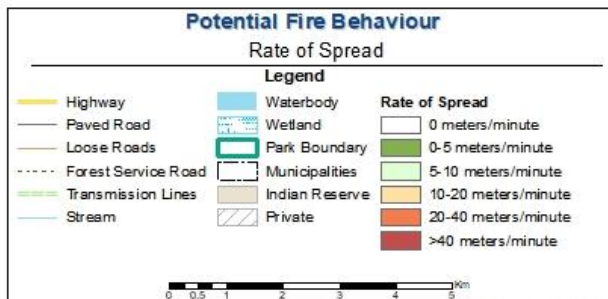 Potential Fire Behaviour
Rate of Spread
Legend
Highway
Paved Road
Loose Roads
Forest Service Road
Transmission Lines
Stream
Waterbody
Wetland
Park Boundary
Municipalities
Indian Reserve
Private
Rate of Spread
0 meters/minute
0-5 meters/minute
5-10 meters/minute
10-20 meters/minute
20-40 meters/minute
>40 meters/minute
Km
0 0.5 1 2 3 4 5